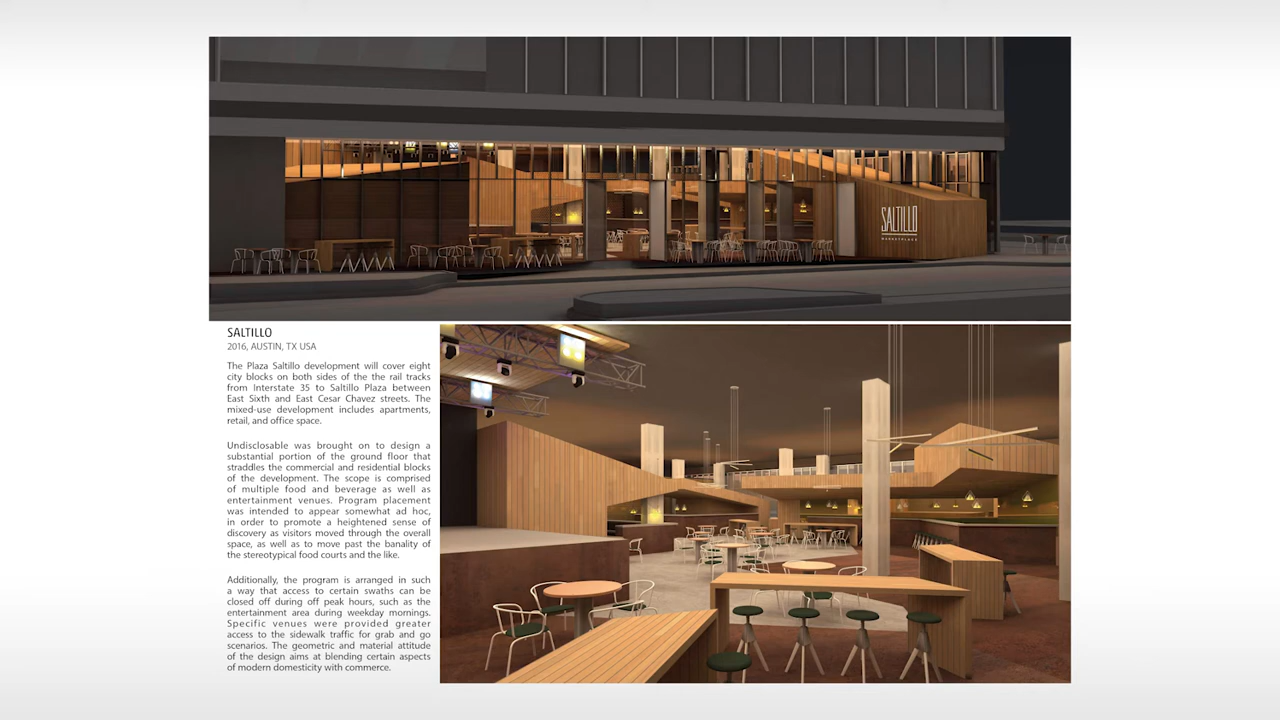 SALTILLO
MARKETPLACE
SALTILLO
2016, AUSTIN, TX USA
The Plaza Saltillo development will cover eight
city blocks on both sides of the the rail tracks
from Interstate 35 to Saltillo Plaza between
East Sixth and East Cesar Chavez streets. The
mixed-use development includes apartments,
retail, and office space.
Undisclosable was brought on to design a
substantial portion of the ground floor that
straddles the commercial and residential blocks
of the development. The scope is comprised
of multiple food and beverage as well as
entertainment venues. Program placement
was intended to appear somewhat ad hoc,
in order to promote a heightened sense of
discovery as visitors moved through the overall
space, as well as to move past the banality of
the stereotypical food courts and the like.
Additionally, the program is arranged in such
a way that access to certain swaths can be
closed off during off peak hours, such as the
entertainment area during weekday mornings.
Specific venues were provided greater
access to the sidewalk traffic for grab and go
scenarios. The geometric and material attitude
of the design aims at blending certain aspects
of modern domesticity with commerce.